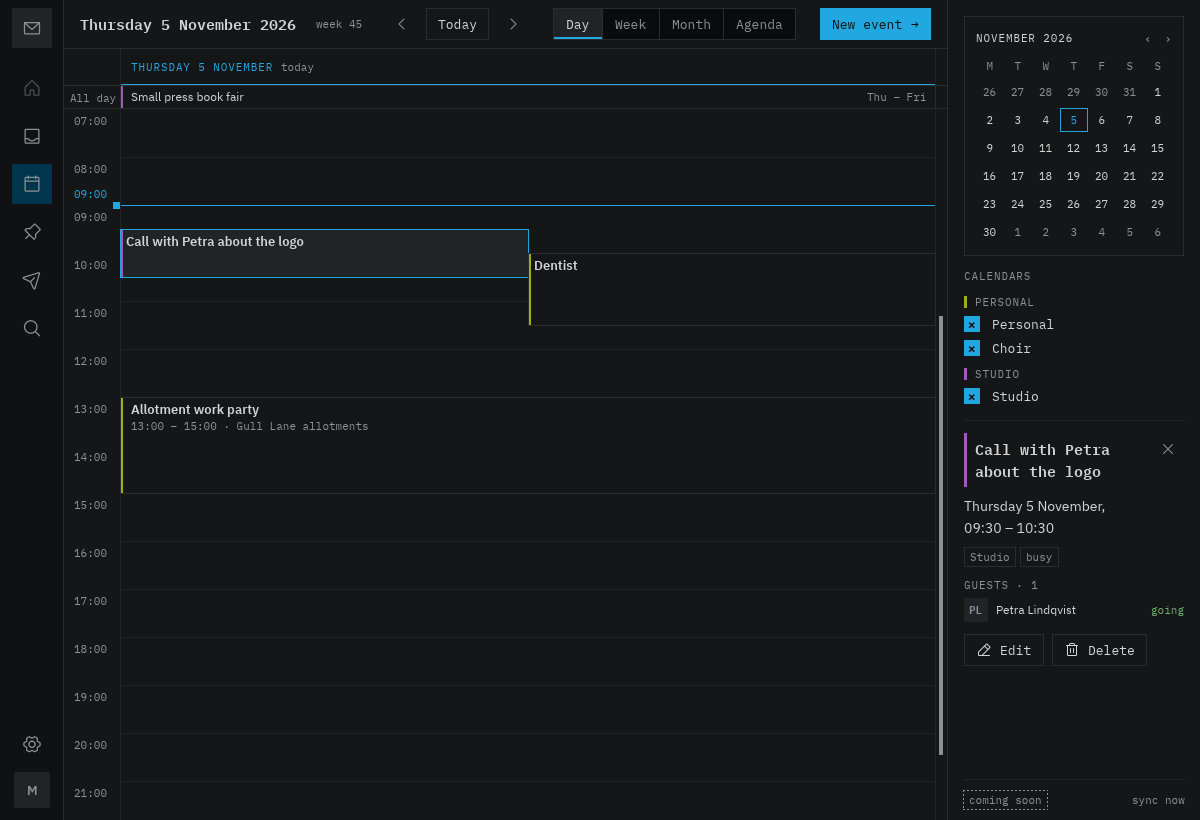 Thursday 5 November 2026 week 45 Today Day Week Month Agenda New event →
THURSDAY 5 NOVEMBER today
All day Small press book fair Thu – Fri
07:00
08:00
09:00
09:00
Call with Petra about the logo
10:00
Dentist
11:00
12:00
13:00
Allotment work party
13:00 – 15:00 · Gull Lane allotments
14:00
15:00
16:00
17:00
18:00
19:00
20:00
21:00
M
NOVEMBER 2026 ‹ ›
M T W T F S S
26 27 28 29 30 31 1
2 3 4 5 6 7 8
9 10 11 12 13 14 15
16 17 18 19 20 21 22
23 24 25 26 27 28 29
30 1 2 3 4 5 6
CALENDARS
PERSONAL
Personal
Choir
STUDIO
Studio
Call with Petra
about the logo
Thursday 5 November,
09:30 – 10:30
Studio busy
GUESTS · 1
PL Petra Lindqvist going
Edit Delete
coming soon sync now